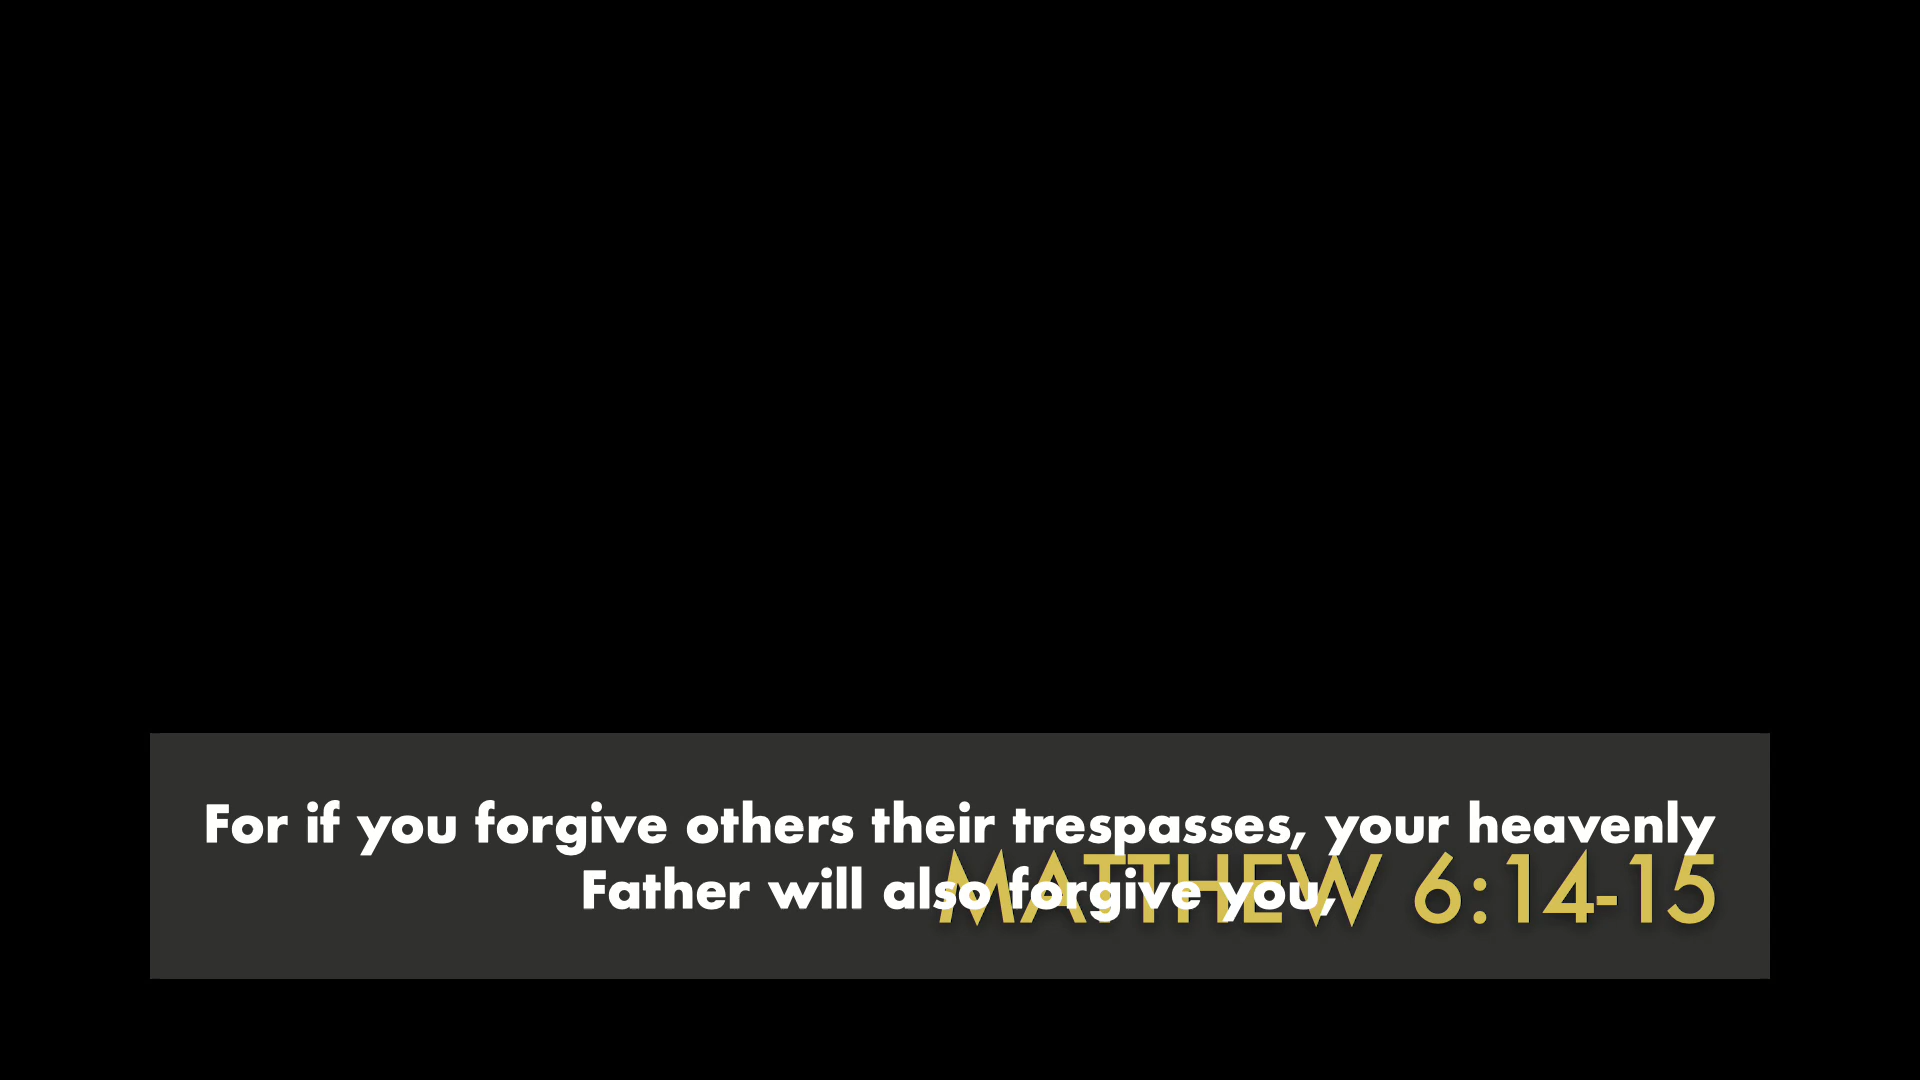 For if you forgive others their trespasses, your heavenly
Father will also forgive you,
MATTHEW 6:14-15